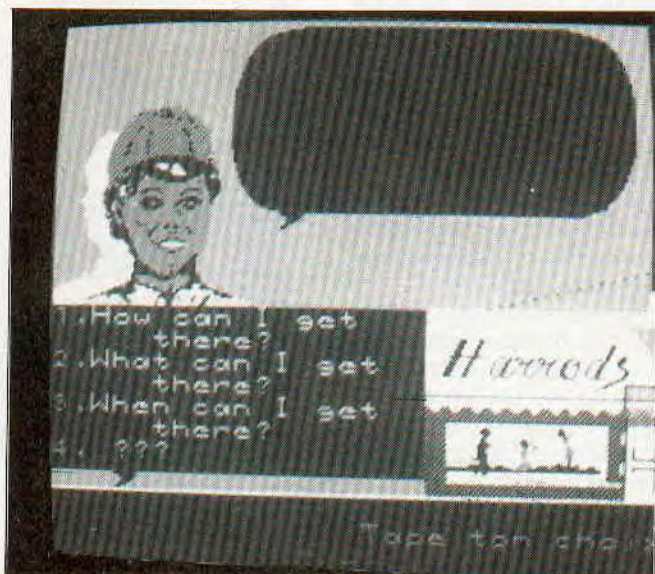 1.How can I get
there?
2.What can I get
there?
3.When can I get
there?
4. ???
Harrods
Tape ton choix